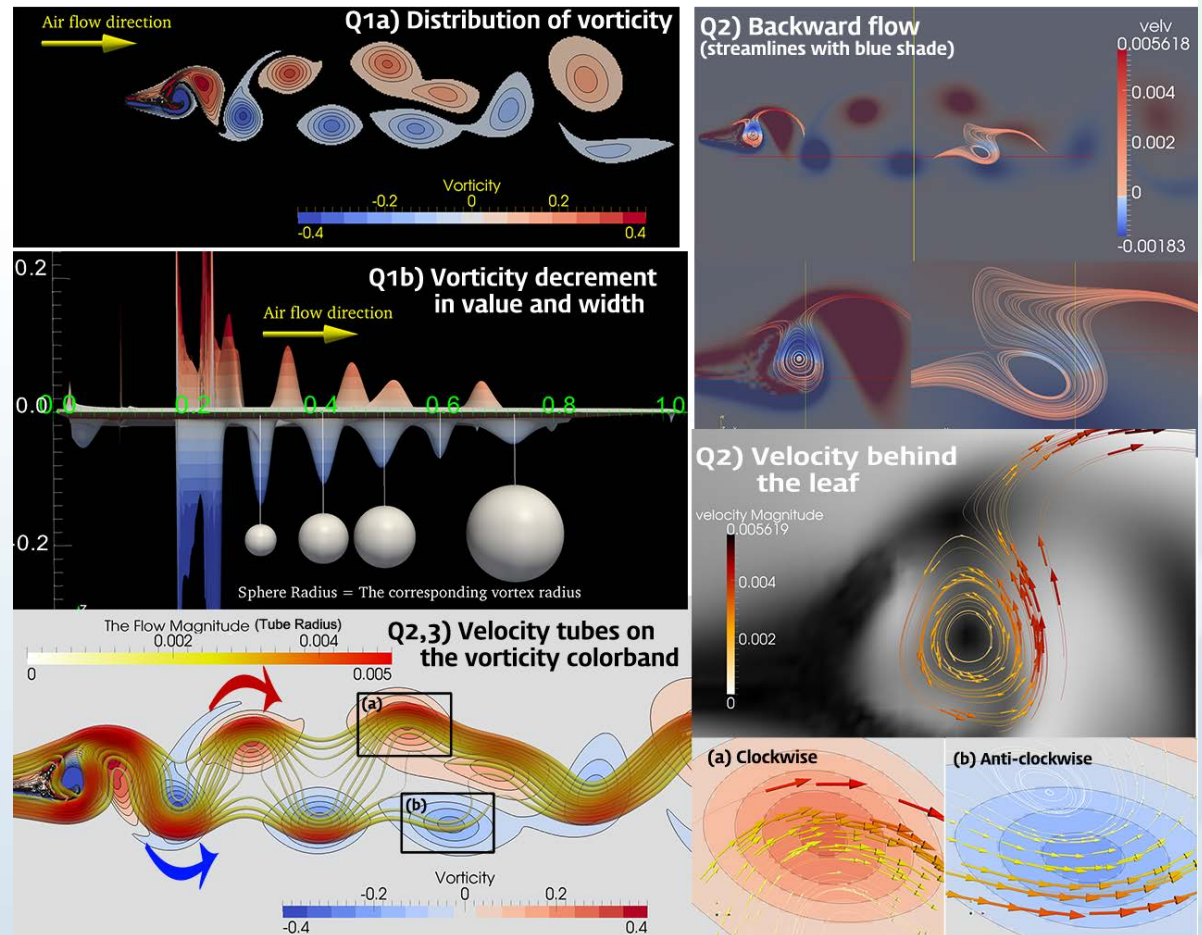 Q1a) Distribution of vorticity
Air flow direction
Vorticity
-0.2 0 0.2
-0.4 0.4
Q1b) Vorticity decrement
in value and width
Air flow direction
0.2
0.0
0.0 0.2 0.4 0.6 0.8 1.0
0.2
Sphere Radius = The corresponding vortex radius
The Flow Magnitude (Tube Radius)
0.002 0.004
0 0.005
Q2,3) Velocity tubes on
the vorticity colorband
(a)
(b)
Vorticity
-0.2 0 0.2
-0.4 0.4
Q2) Backward flow
(streamlines with blue shade)
velv
0.005618
0.004
0.002
0
-0.00183
Q2) Velocity behind
the leaf
velocity Magnitude
0.005619
0.004
0.002
0
(a) Clockwise
(b) Anti-clockwise